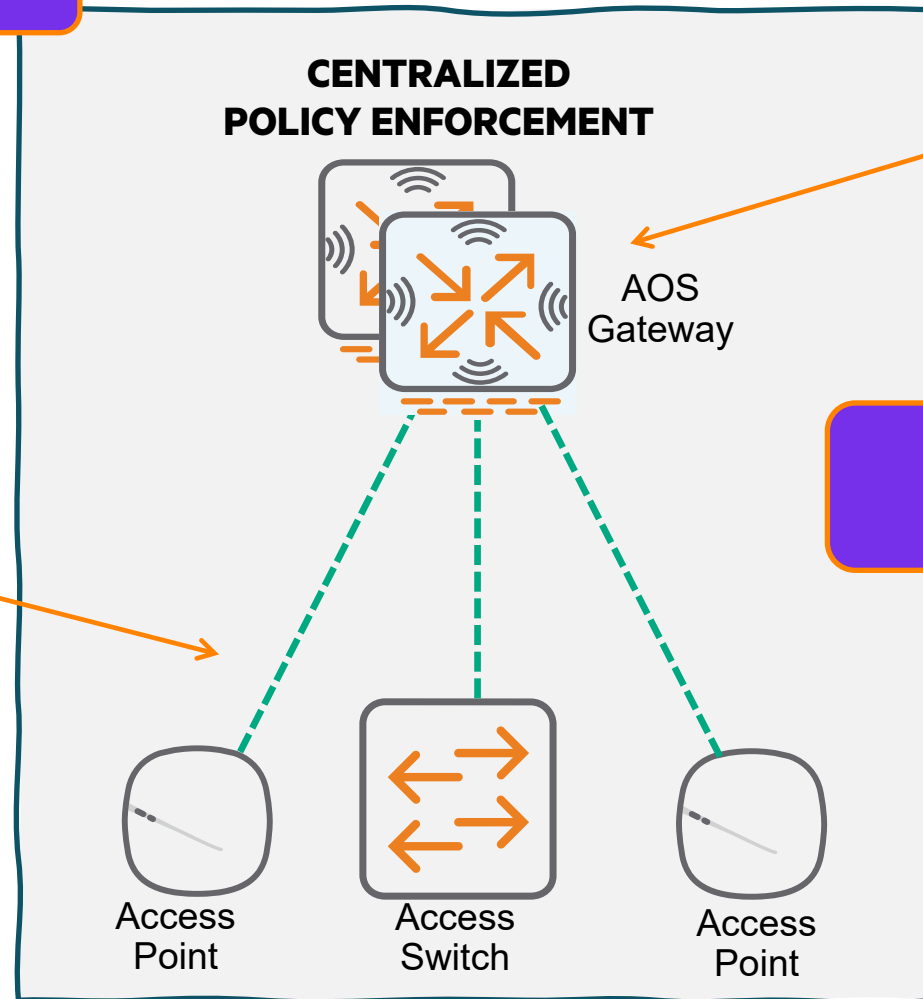 CENTRALIZED
POLICY ENFORCEMENT
AOS
Gateway
Access
Point
Access
Switch
Access
Point